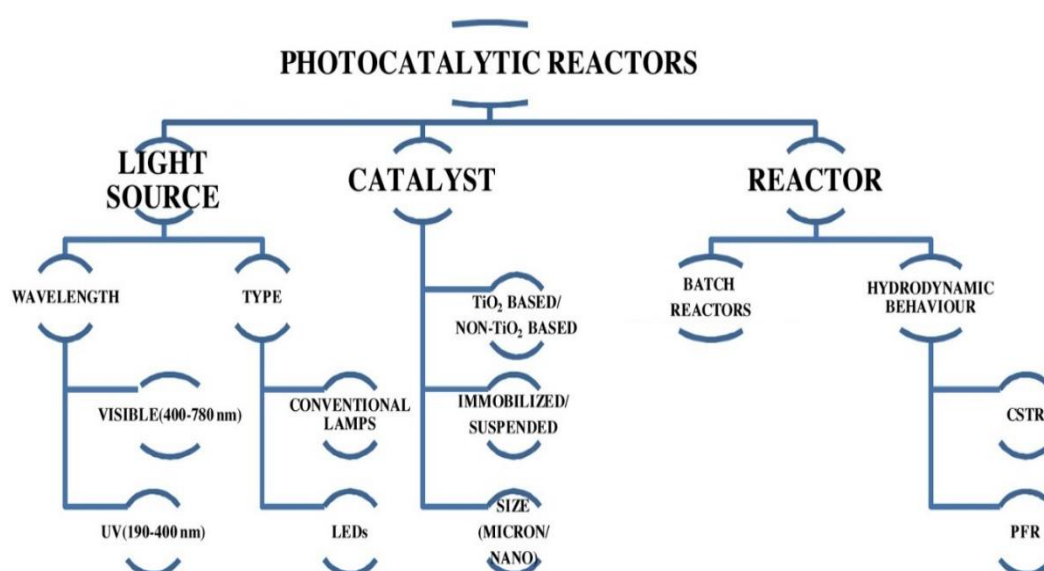 PHOTOCATALYTIC REACTORS
LIGHT
SOURCE
CATALYST
REACTOR
WAVELENGTH
TYPE
TiO₂ BASED/
NON-TiO₂ BASED
BATCH
REACTORS
HYDRODYNAMIC
BEHAVIOUR
VISIBLE(400-780 nm)
CONVENTIONAL
LAMPS
IMMOBILIZED/
SUSPENDED
CSTR
UV(190-400 nm)
LEDs
SIZE
(MICRON/
NANO)
PFR